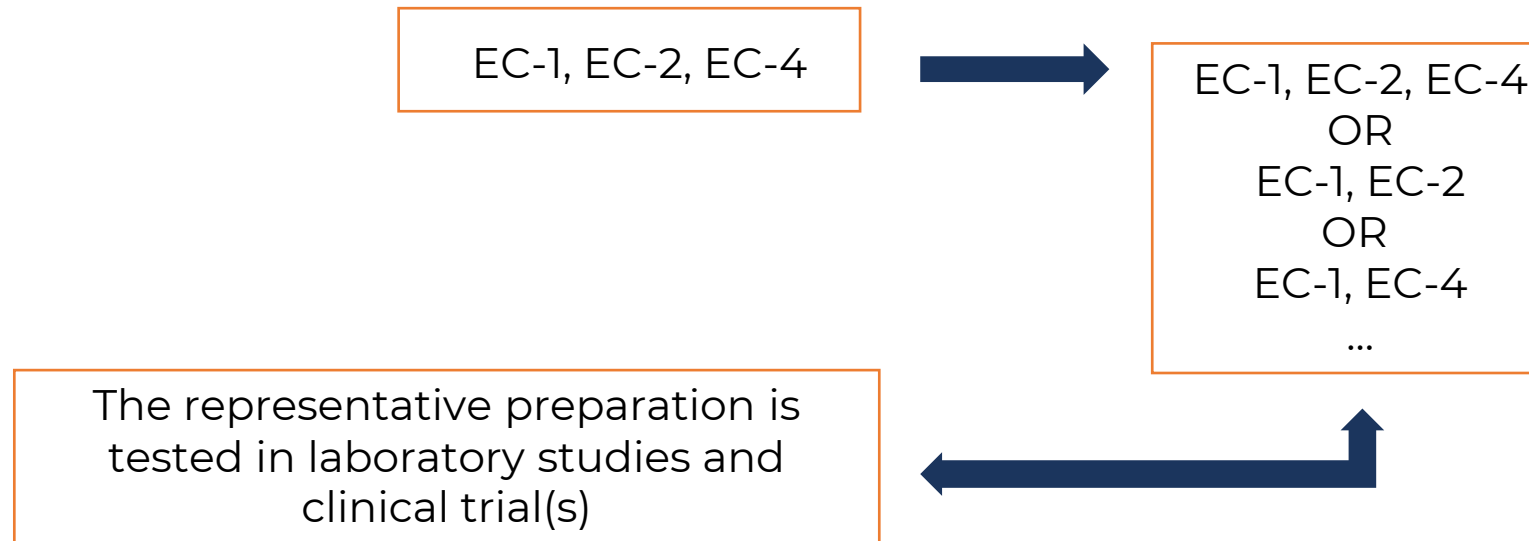 EC-1, EC-2, EC-4
EC-1, EC-2, EC-4
OR
EC-1, EC-2
OR
EC-1, EC-4
...
The representative preparation is
tested in laboratory studies and
clinical trial(s)